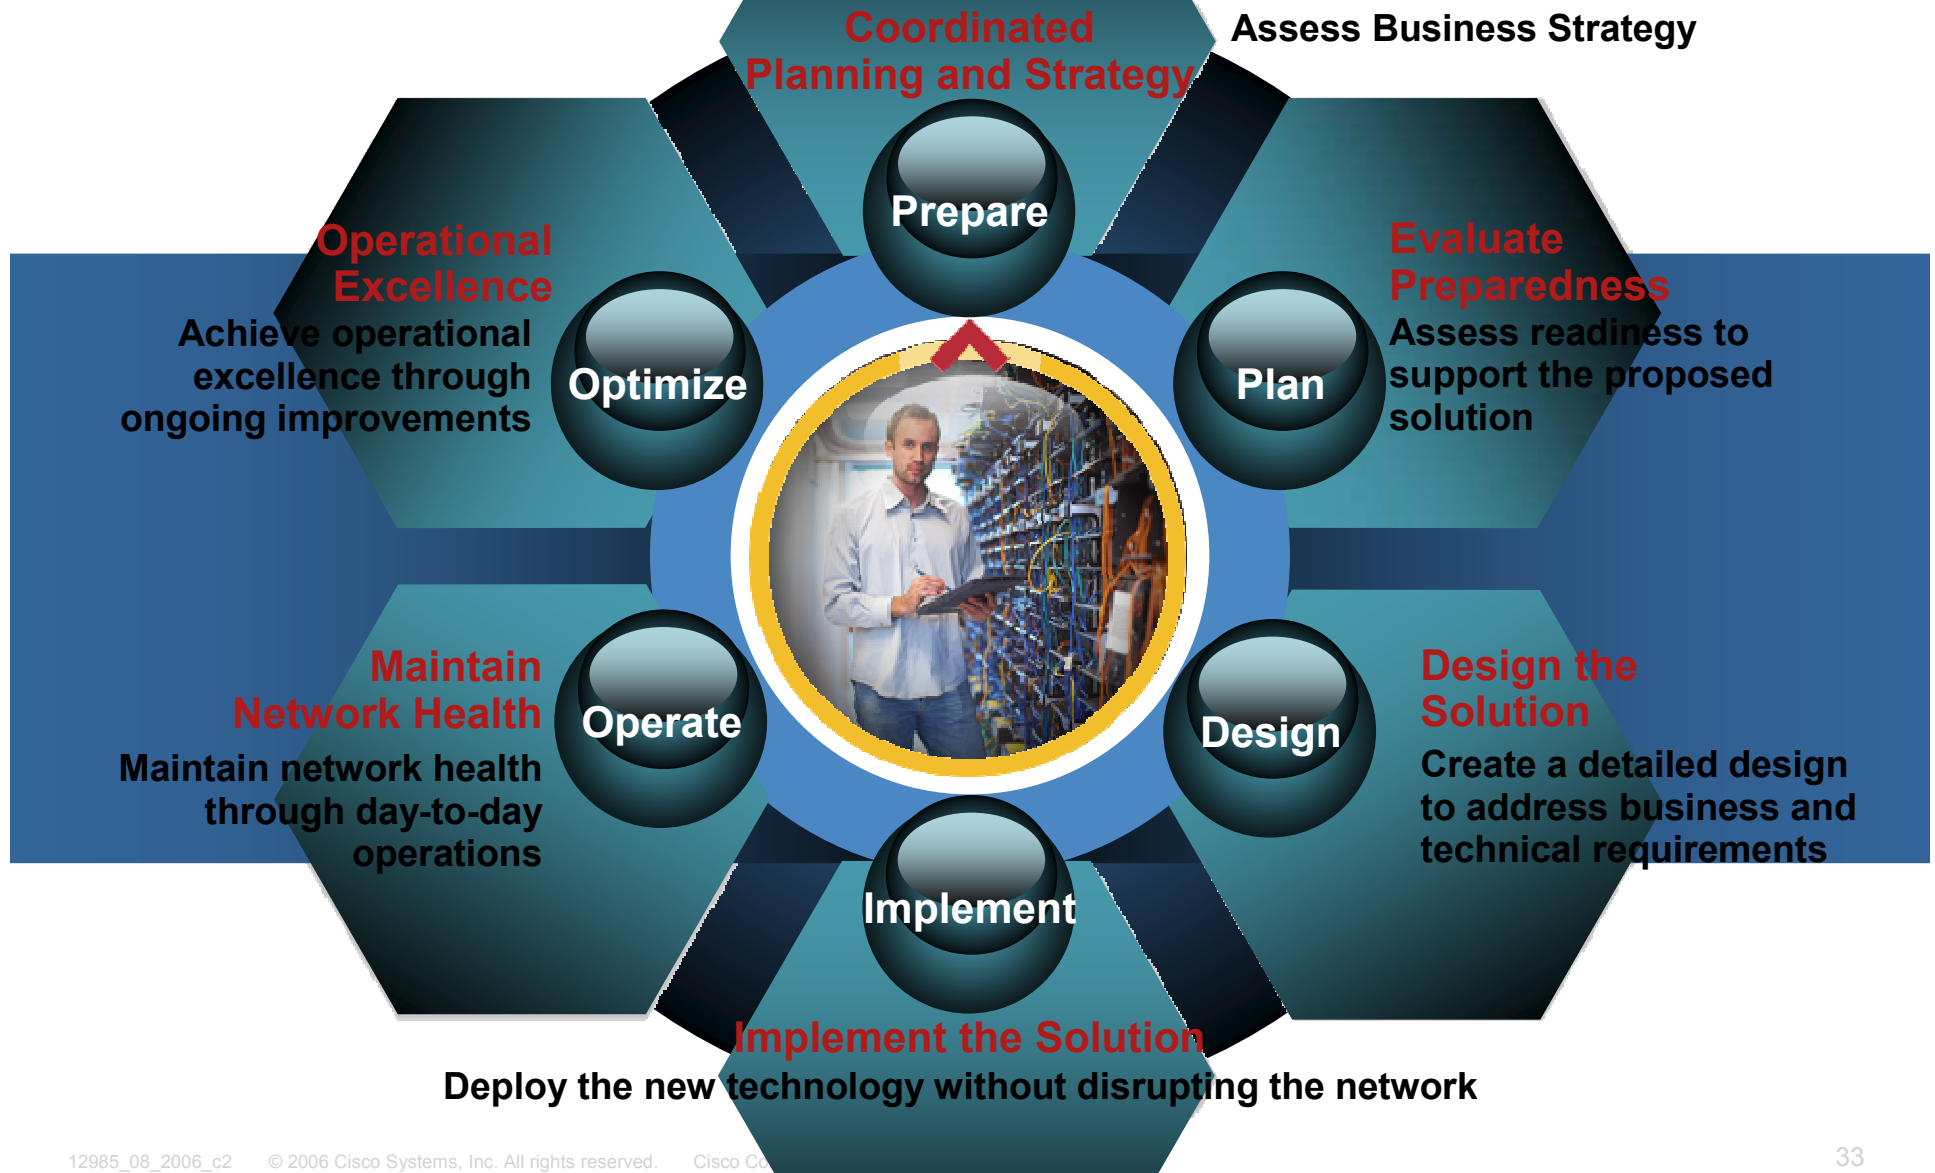 Coordinated
Planning and Strategy
Assess Business Strategy
Prepare
Operational
Excellence
Achieve operational
excellence through
ongoing improvements
Optimize
Plan
Evaluate
Preparedness
Assess readiness to
support the proposed
solution
Maintain
Network Health
Maintain network health
through day-to-day
operations
Operate
Design
Design the
Solution
Create a detailed design
to address business and
technical requirements
Implement
Implement the Solution
Deploy the new technology without disrupting the network
12985_08_2006_c2 © 2006 Cisco Systems, Inc. All rights reserved. Cisco Co
33